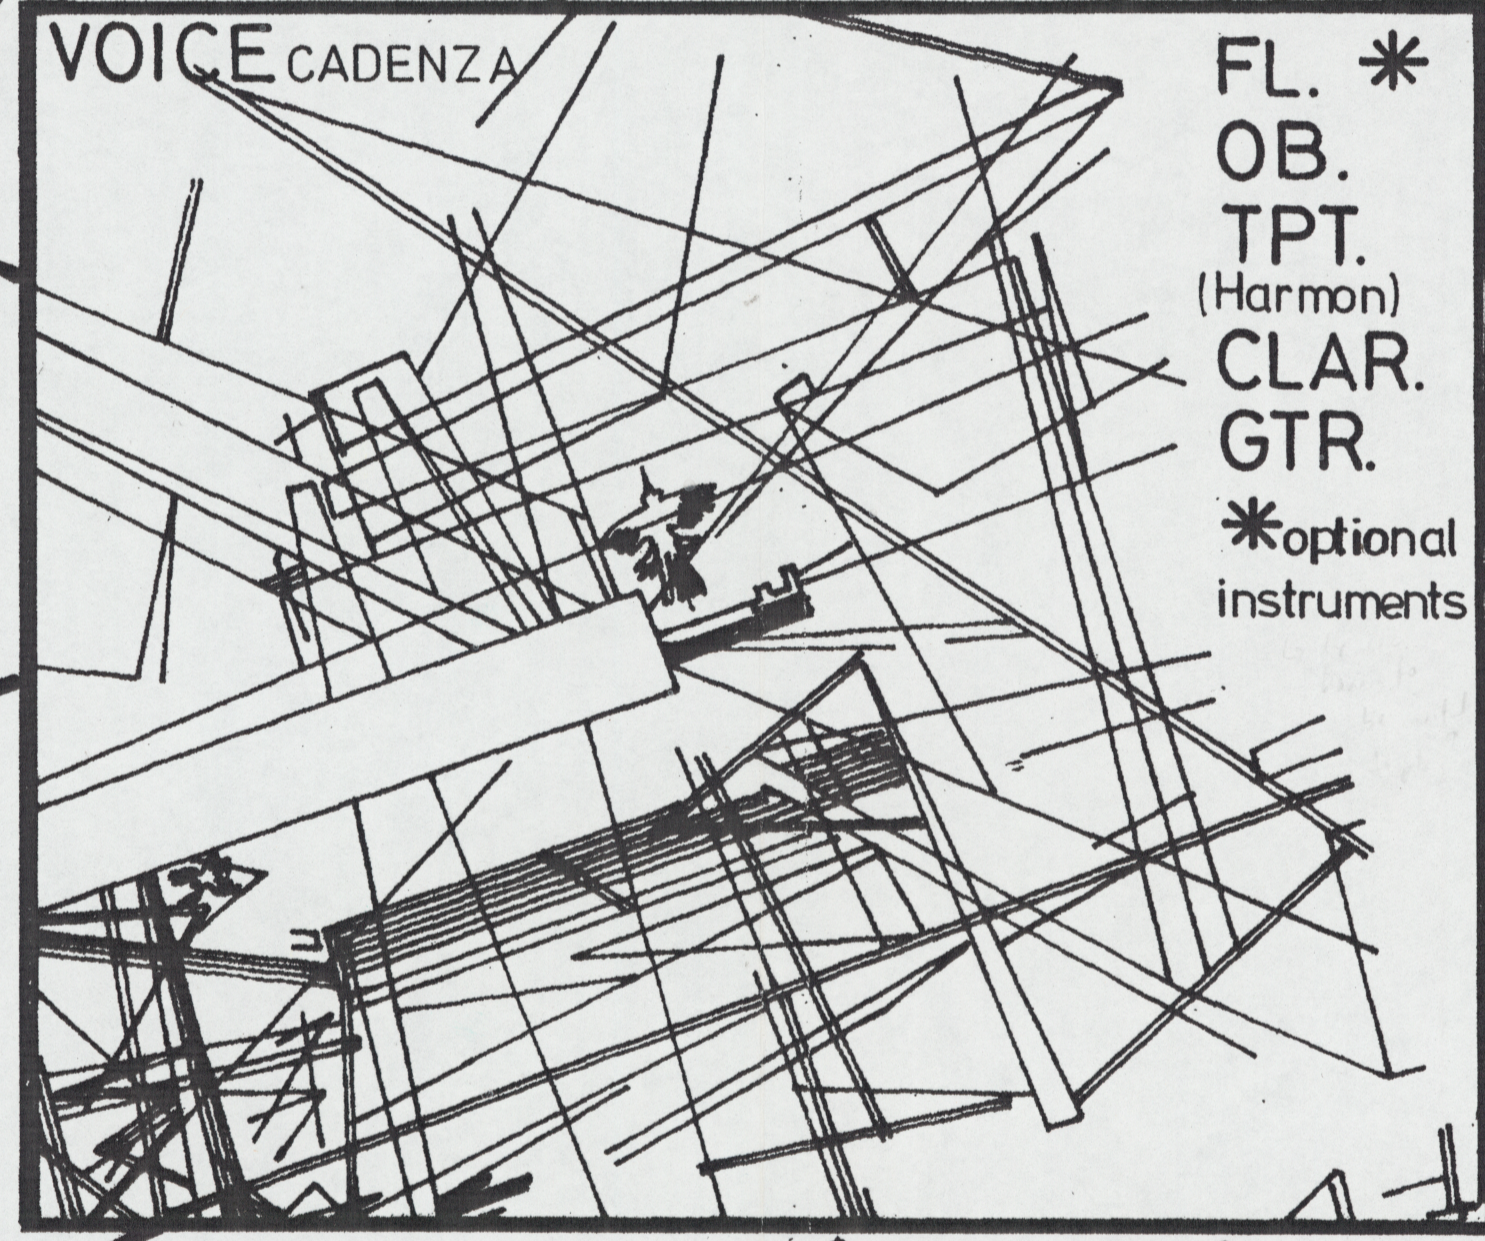 VOICE CADENZA
FL. *
OB.
TPT.
(Harmon)
CLAR.
GTR.
*optional
instruments